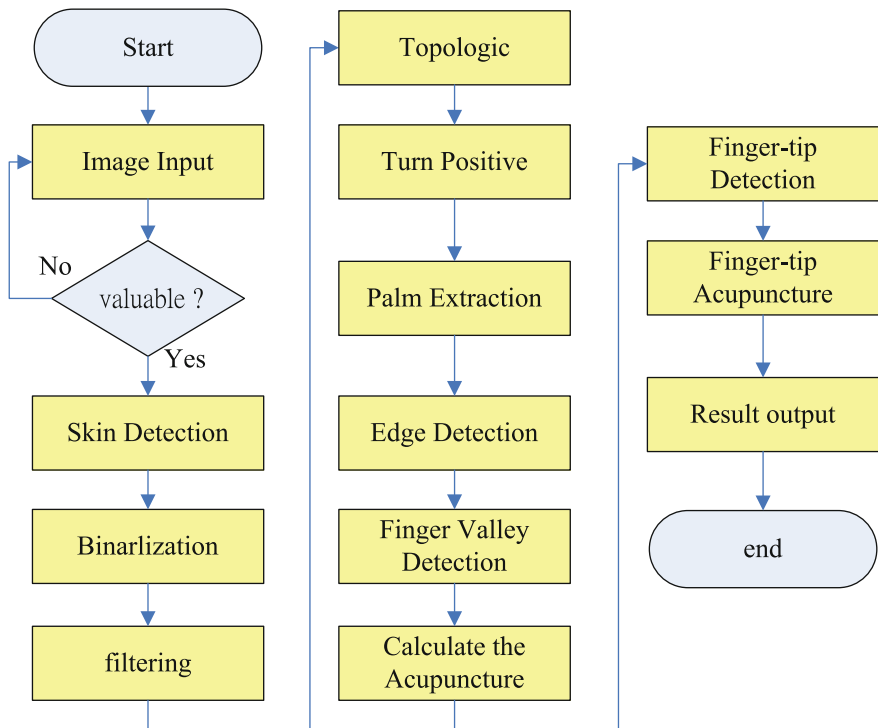 Start
Image Input
No
valuable ?
Yes
Skin Detection
Binarlization
filtering
Topologic
Turn Positive
Palm Extraction
Edge Detection
Finger Valley
Detection
Calculate the
Acupuncture
Finger-tip
Detection
Finger-tip
Acupuncture
Result output
end